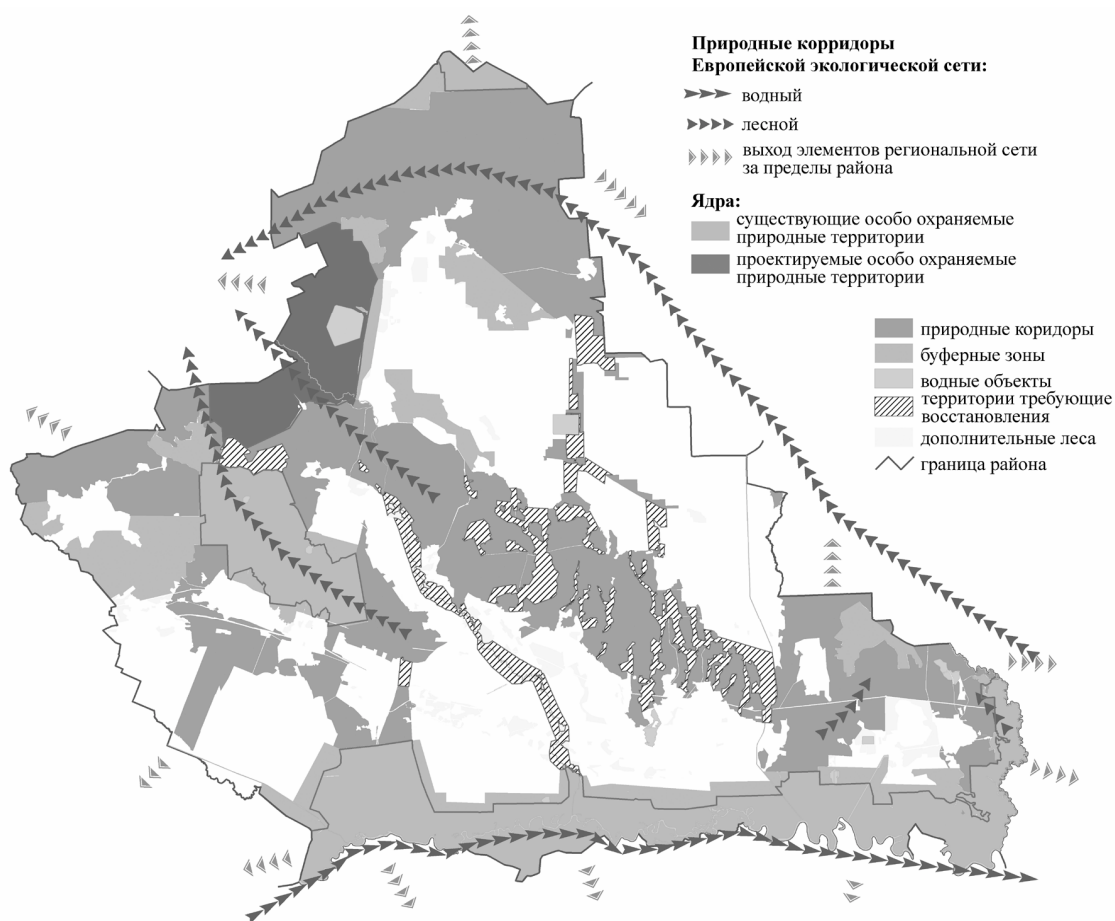 Природные корридоры
Европейской экологической сети:
водный
лесной
выход элементов региональной сети
за пределы района
Ядра:
существующие особо охраняемые
природные территории
проектируемые особо охраняемые
природные территории
природные коридоры
буферные зоны
водные объекты
территории требующие
восстановления
дополнительные леса
граница района